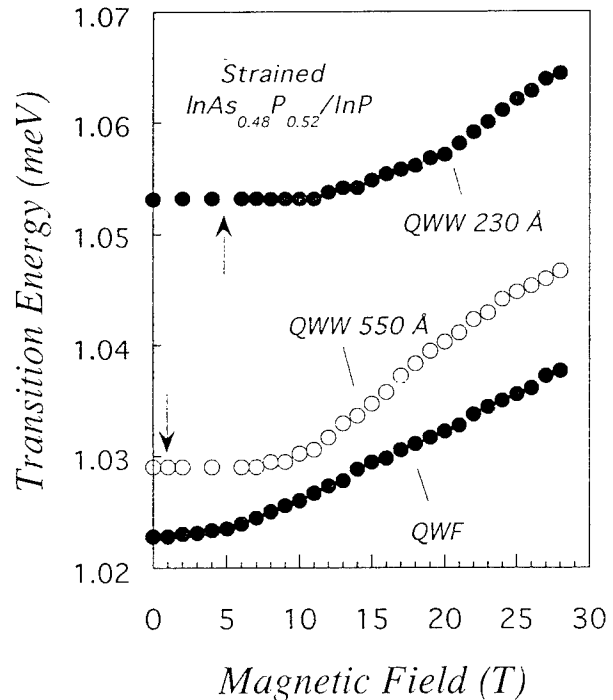 1.07
1.06
1.05
1.04
1.03
1.02
Transition Energy (meV)
Strained
InAs0.48P0.52/InP
QWW 230 Å
QWW 550 Å
QWF
0 5 10 15 20 25 30
Magnetic Field (T)